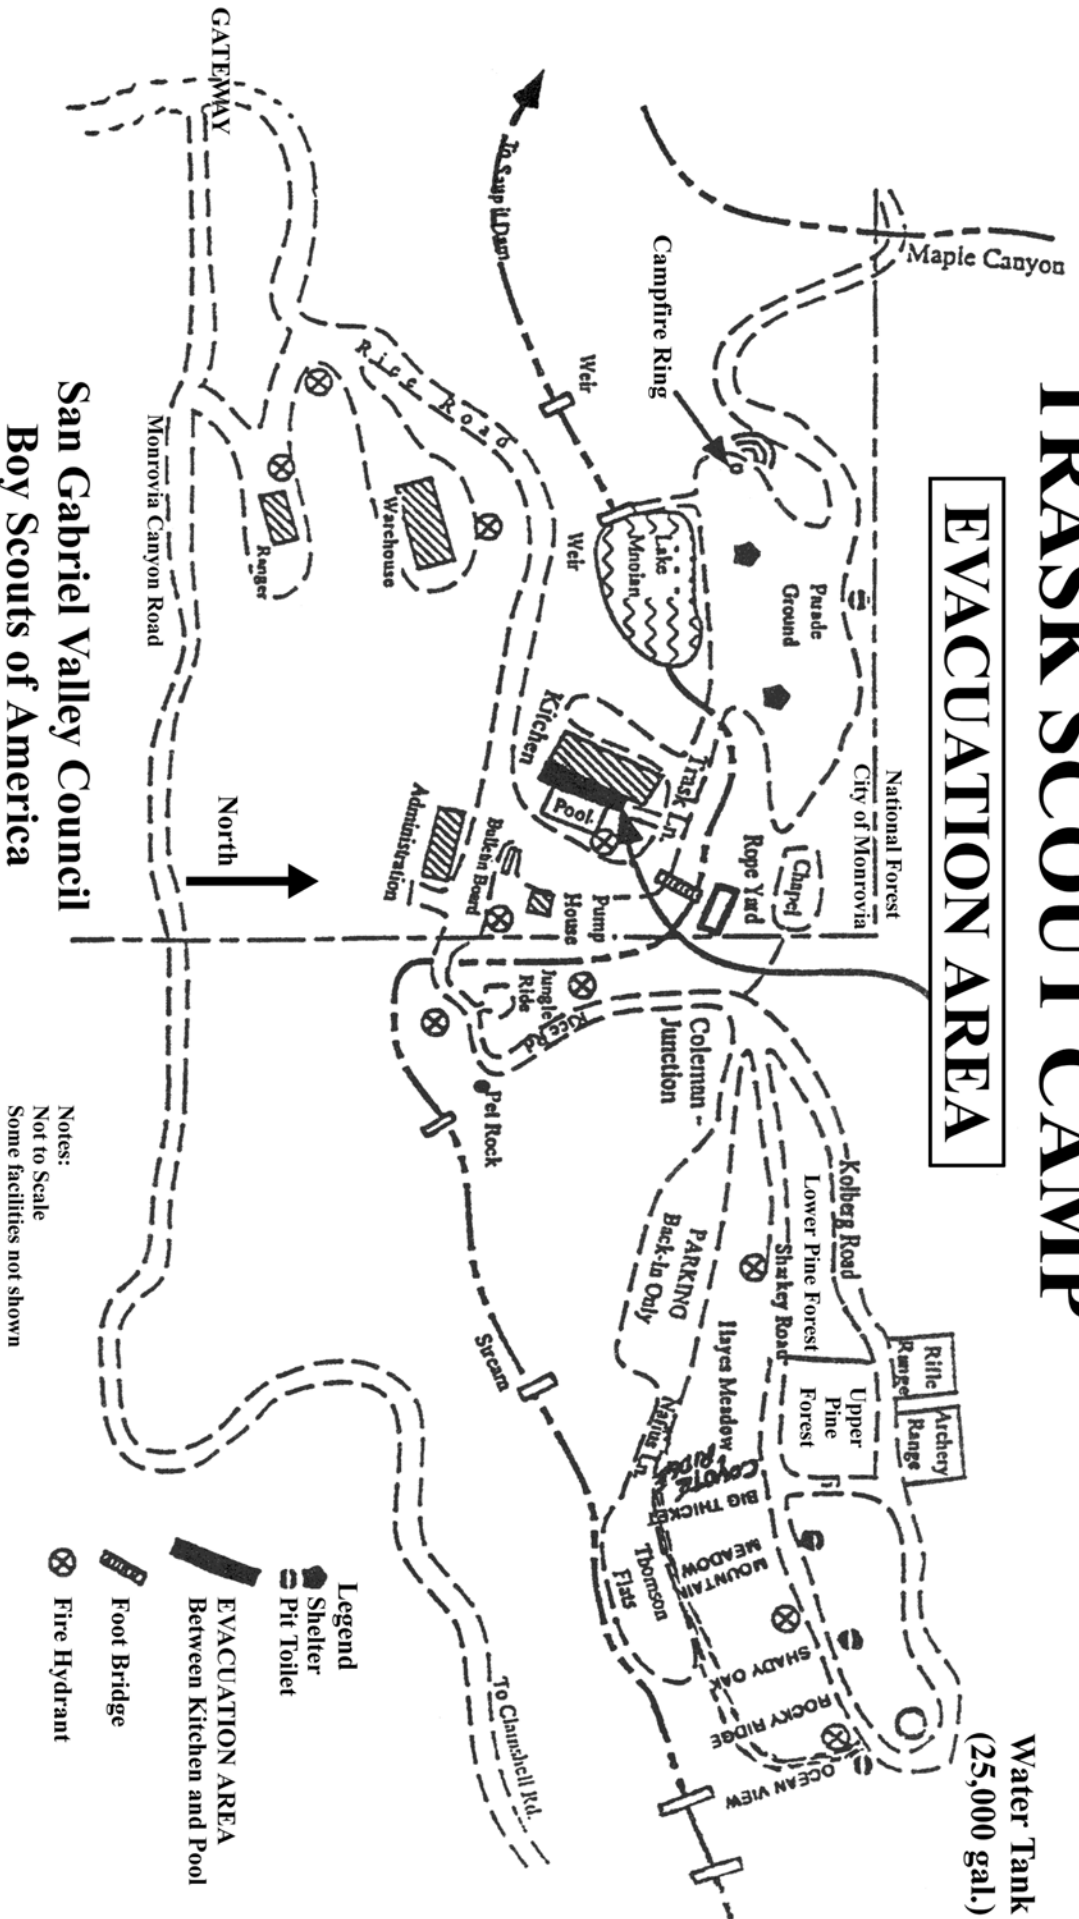 TRASK SCOUT CAMP
EVACUATION AREA
Water Tank
(25,000 gal.)
Maple Canyon
National Forest
City of Monrovia
Rifle
Range
Archery
Range
Kolberg Road
Upper
Pine
Forest
Lower Pine Forest
Parade
Ground
Chapel
Sharkey Road
Rope Yard
Hayes Meadow
COYOTE
RIDGE
BIG THICKET
MOUNTAIN
MEADOW
SHADY OAK
ROCKY RIDGE
OCEAN VIEW
Campfire Ring
Lake
Trask Ln.
Coleman
Junction
PARKING
Back-In Only
Thomson
Flats
Weir
Weir
Kitchen
Pool
Pump
House
Jungle
Ride
Rice Rd
To Clamshell Rd.
Rice Road
Bulletin Board
Pet Rock
Stream
Warehouse
Administration
Legend
Shelter
Pit Toilet
EVACUATION AREA
Between Kitchen and Pool
Foot Bridge
Fire Hydrant
Ranger
GATEWAY
North
Monrovia Canyon Road
San Gabriel Valley Council
Boy Scouts of America
Notes:
Not to Scale
Some facilities not shown